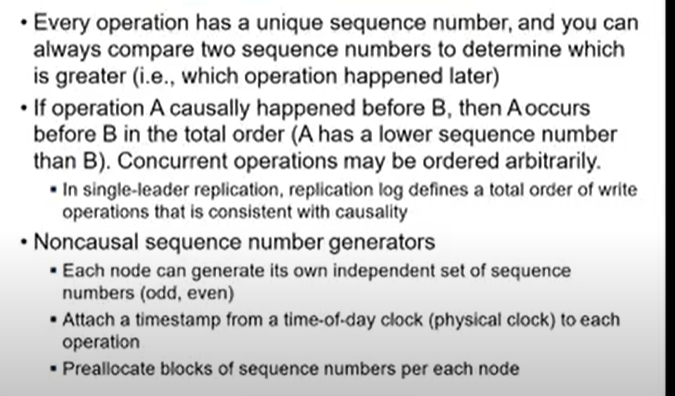 • Every operation has a unique sequence number, and you can
always compare two sequence numbers to determine which
is greater (i.e., which operation happened later)
• If operation A causally happened before B, then A occurs
before B in the total order (A has a lower sequence number
than B). Concurrent operations may be ordered arbitrarily.
▪ In single-leader replication, replication log defines a total order of write
operations that is consistent with causality
• Noncausal sequence number generators
▪ Each node can generate its own independent set of sequence
numbers (odd, even)
▪ Attach a timestamp from a time-of-day clock (physical clock) to each
operation
▪ Preallocate blocks of sequence numbers per each node